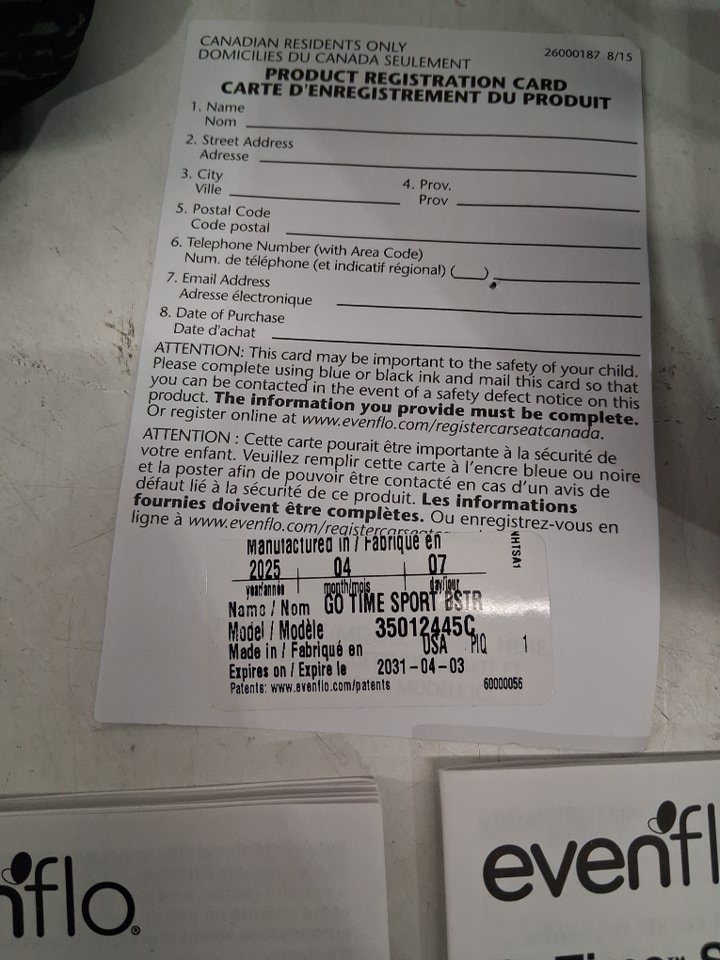 CANADIAN RESIDENTS ONLY
DOMICILIES DU CANADA SEULEMENT
26000187 8/15
PRODUCT REGISTRATION CARD
CARTE D'ENREGISTREMENT DU PRODUIT
1. Name
Nom
2. Street Address
Adresse
3. City
Ville
4. Prov.
Prov
5. Postal Code
Code postal
6. Telephone Number (with Area Code)
Num. de téléphone (et indicatif régional) (    )
7. Email Address
Adresse électronique
8. Date of Purchase
Date d'achat
ATTENTION: This card may be important to the safety of your child.
Please complete using blue or black ink and mail this card so that
you can be contacted in the event of a safety defect notice on this
product. The information you provide must be complete.
Or register online at www.evenflo.com/registercarseatcanada.
ATTENTION : Cette carte pourait être importante à la sécurité de
votre enfant. Veuillez remplir cette carte à l'encre bleue ou noire
et la poster afin de pouvoir être contacté en cas d'un avis de
défaut lié à la sécurité de ce produit. Les informations
fournies doivent être complètes. Ou enregistrez-vous en
ligne à www.evenflo.com/registercarseat
Manufactured in / Fabriqué en
NHTSA1
2025 04 07
year/année month/mois day/jour
Name / Nom GO TIME SPORT BSTR
Model / Modèle 35012445C
Made in / Fabriqué en USA PIQ 1
Expires on / Expire le 2031-04-03
Patents: www.evenflo.com/patents 60000056
nflo®
evenfl